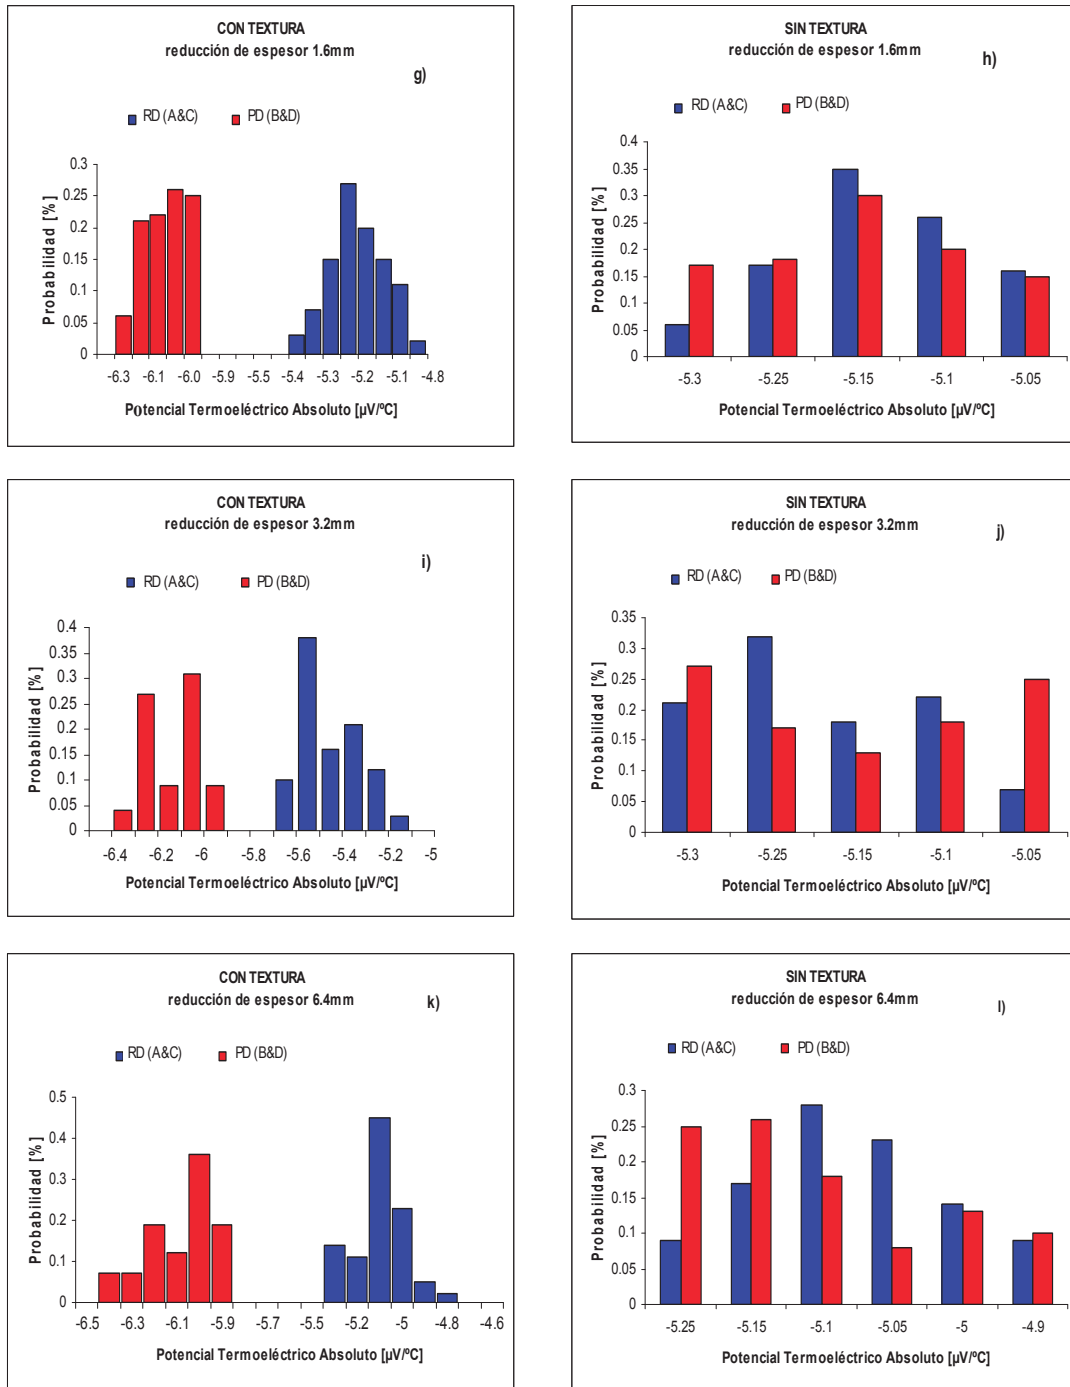 CON TEXTURA
reducción de espesor 1.6mm
g)
RD (A&C) PD (B&D)
0.3
0.25
0.2
0.15
0.1
0.05
0
Probabilidad [%]
-6.3 -6.1 -6.0 -5.9 -5.5 -5.4 -5.3 -5.2 -5.1 -4.8
Potencial Termoeléctrico Absoluto [µV/ºC]
SIN TEXTURA
reducción de espesor 1.6mm
h)
RD (A&C) PD (B&D)
0.4
0.35
0.3
0.25
0.2
0.15
0.1
0.05
0
Probabilidad [%]
-5.3 -5.25 -5.15 -5.1 -5.05
Potencial Termoeléctrico Absoluto [µV/ºC]
CON TEXTURA
reducción de espesor 3.2mm
i)
RD (A&C) PD (B&D)
0.4
0.35
0.3
0.25
0.2
0.15
0.1
0.05
0
Probabilidad [%]
-6.4 -6.2 -6 -5.8 -5.6 -5.4 -5.2 -5
Potencial Termoeléctrico Absoluto [µV/ºC]
SIN TEXTURA
reducción de espesor 3.2mm
j)
RD (A&C) PD (B&D)
0.35
0.3
0.25
0.2
0.15
0.1
0.05
0
Probabilidad [%]
-5.3 -5.25 -5.15 -5.1 -5.05
Potencial Termoeléctrico Absoluto [µV/ºC]
CON TEXTURA
reducción de espesor 6.4mm
k)
RD (A&C) PD (B&D)
0.5
0.4
0.3
0.2
0.1
0
Probabilidad [%]
-6.5 -6.3 -6.1 -5.9 -5.7 -5.5 -5.2 -5 -4.8 -4.6
Potencial Termoeléctrico Absoluto [µV/ºC]
SIN TEXTURA
reducción de espesor 6.4mm
l)
RD (A&C) PD (B&D)
0.3
0.25
0.2
0.15
0.1
0.05
0
Probabilidad [%]
-5.25 -5.15 -5.1 -5.05 -5 -4.9
Potencial Termoeléctrico Absoluto [µV/ºC]